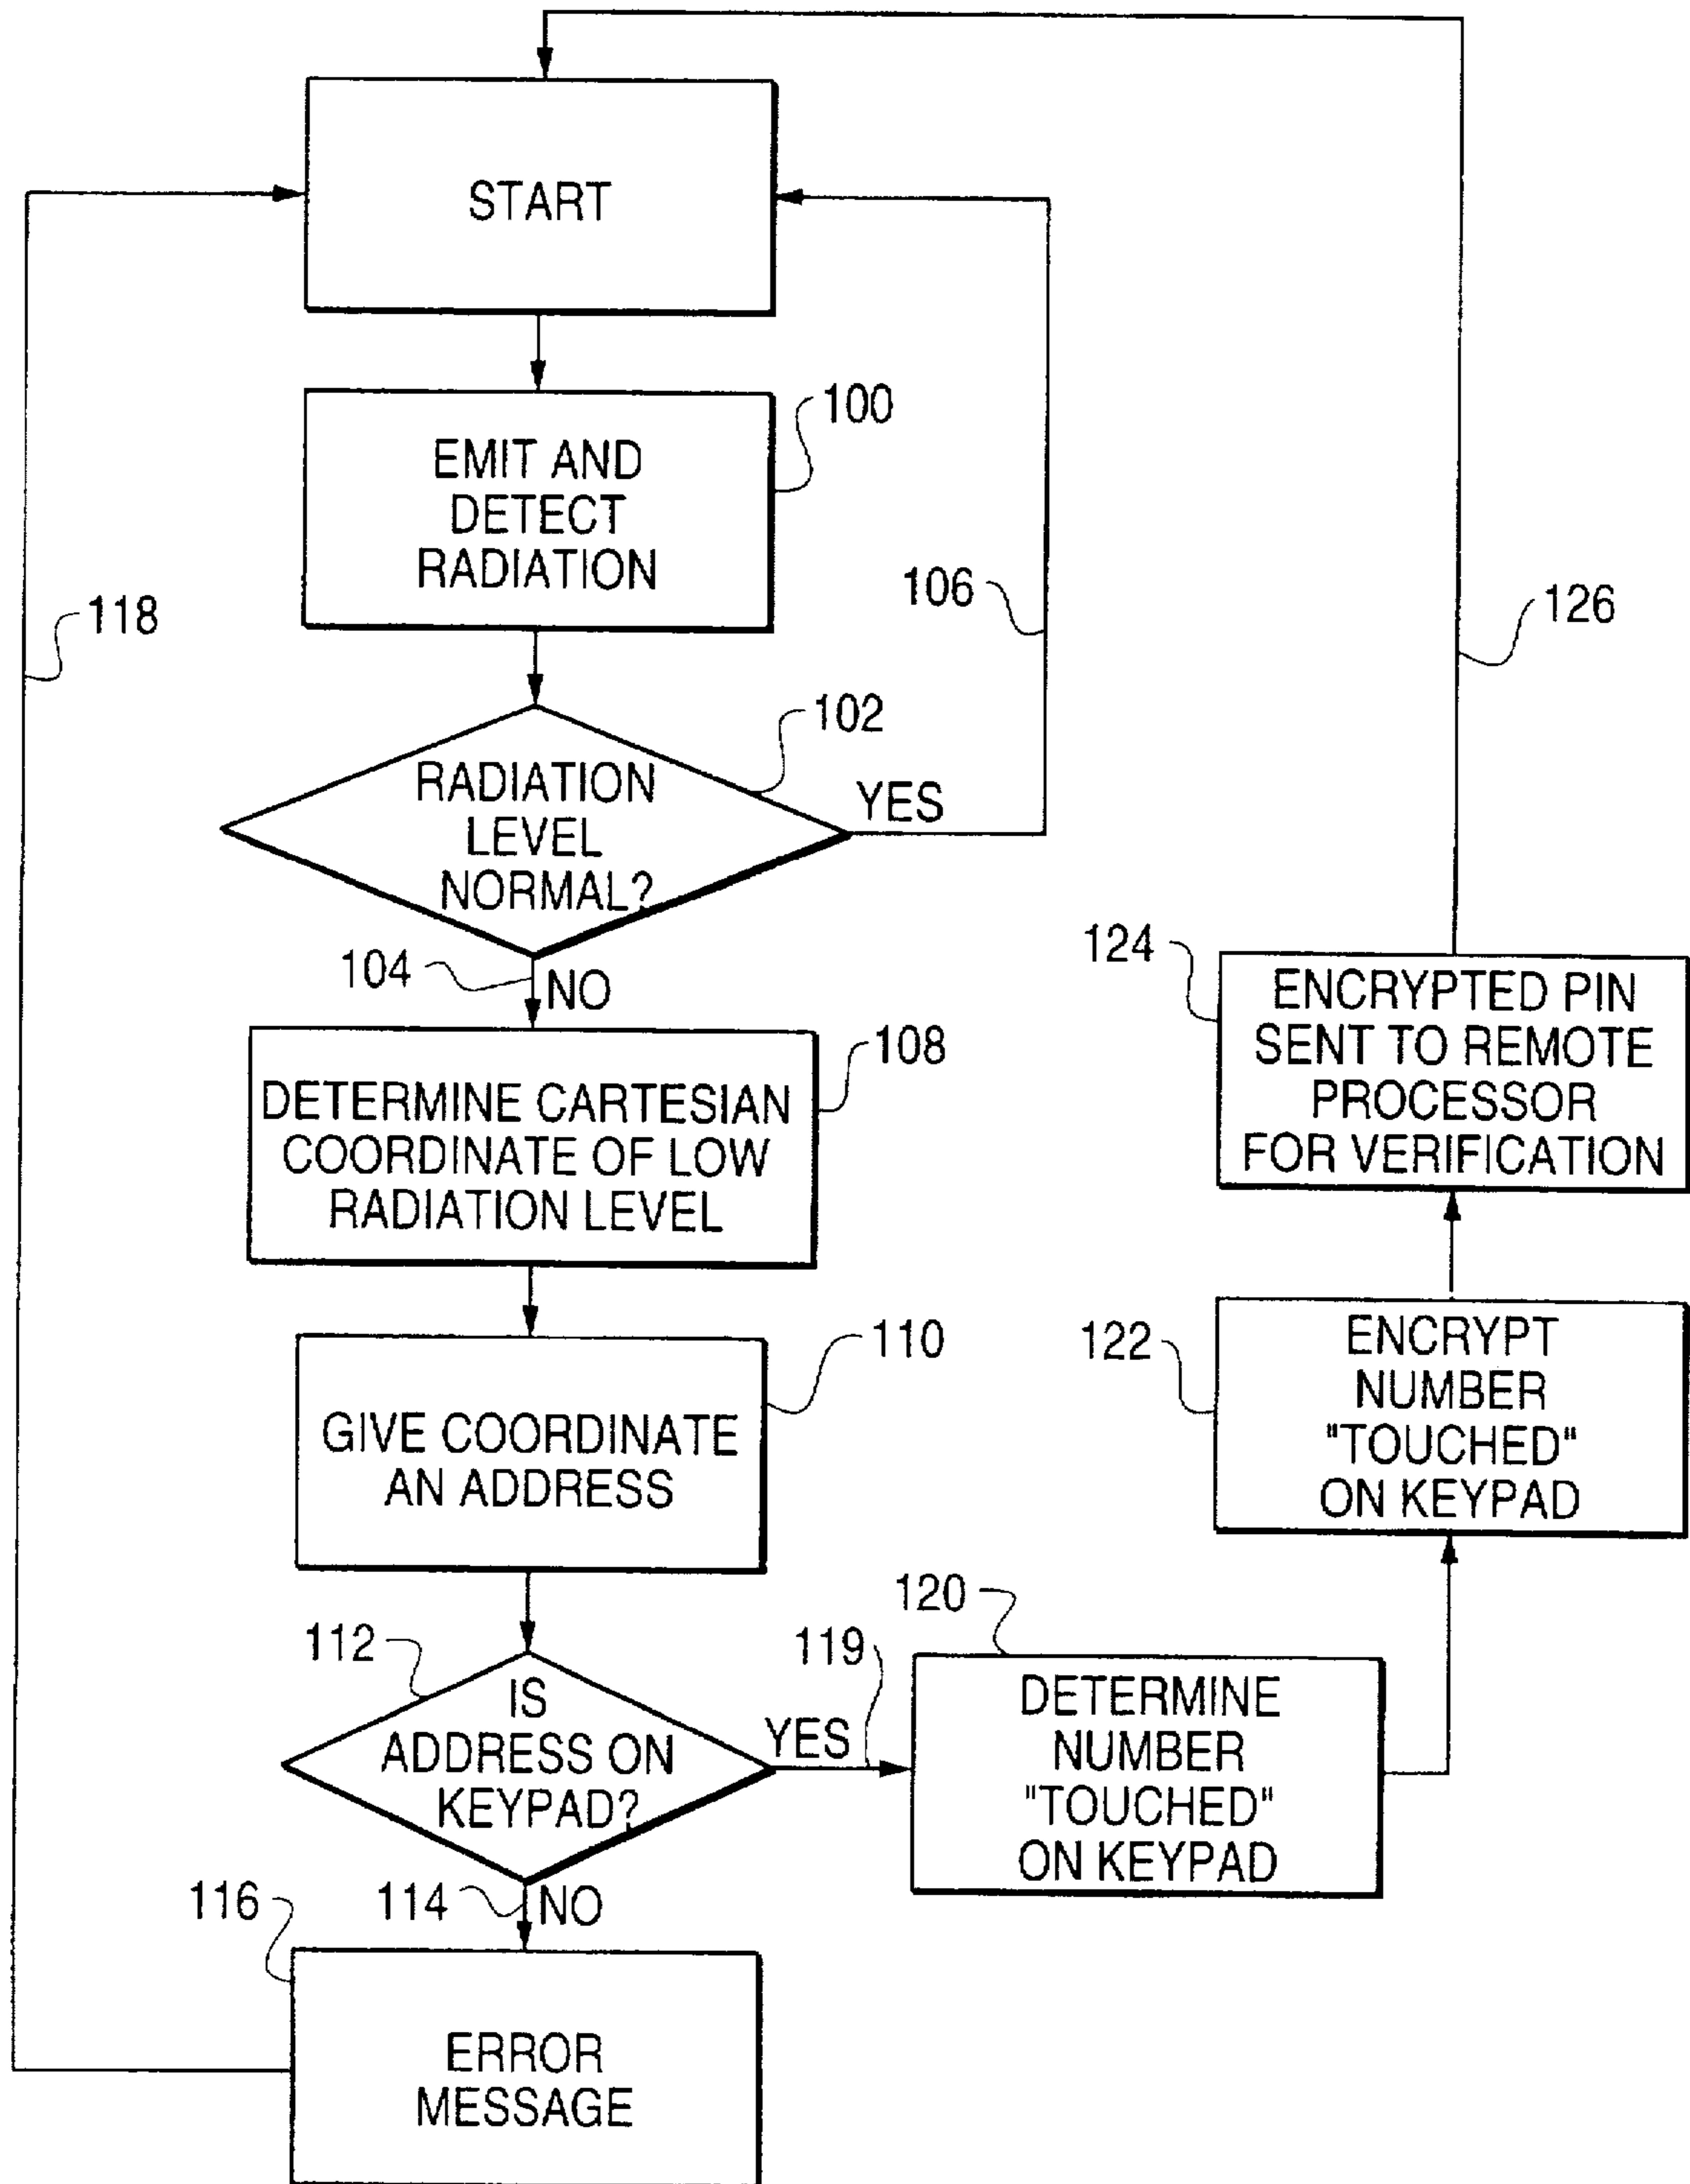 START
100
EMIT AND
DETECT
RADIATION
106
118
126
102
RADIATION
LEVEL
NORMAL?
YES
104
NO
124
ENCRYPTED PIN
SENT TO REMOTE
PROCESSOR
FOR VERIFICATION
108
DETERMINE CARTESIAN
COORDINATE OF LOW
RADIATION LEVEL
110
GIVE COORDINATE
AN ADDRESS
122
ENCRYPT
NUMBER
"TOUCHED"
ON KEYPAD
112
IS
ADDRESS ON
KEYPAD?
YES
119
120
DETERMINE
NUMBER
"TOUCHED"
ON KEYPAD
114
NO
116
ERROR
MESSAGE